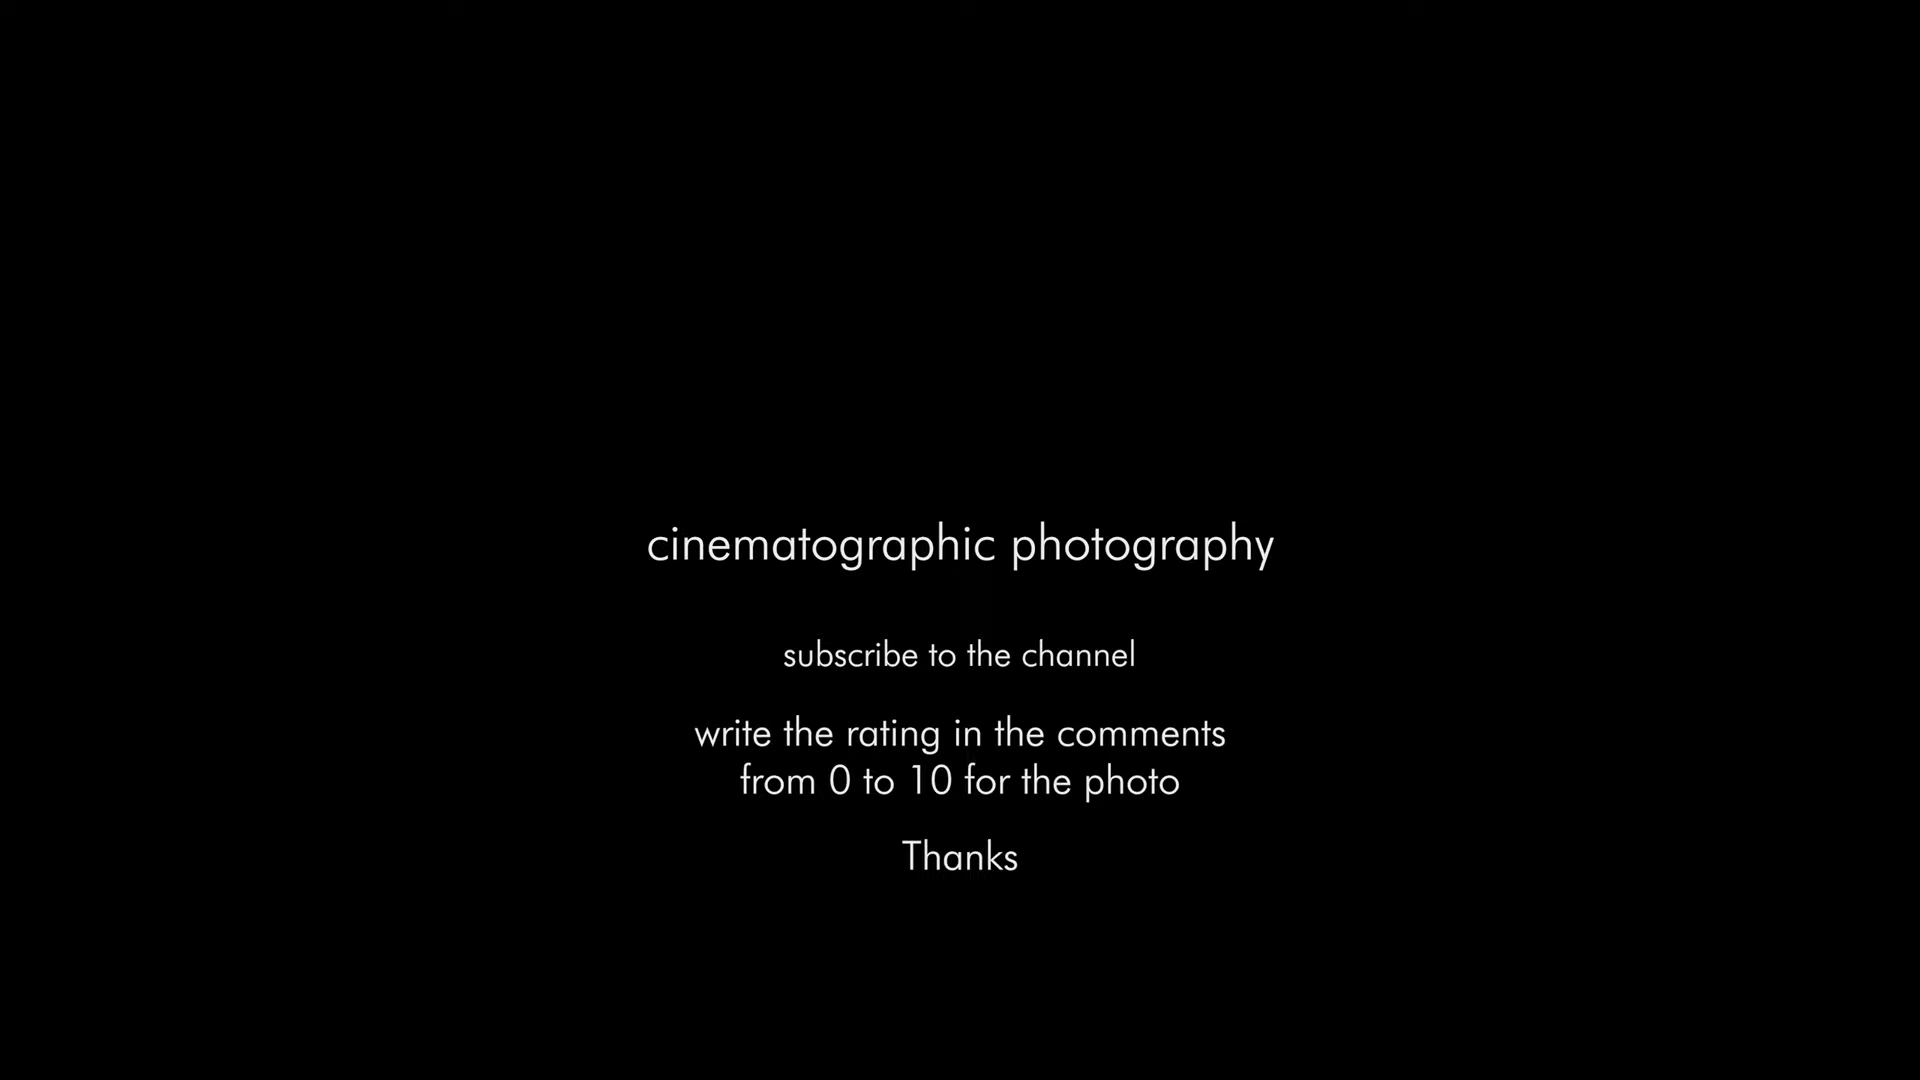 cinematographic photography
subscribe to the channel
write the rating in the comments
from 0 to 10 for the photo
Thanks